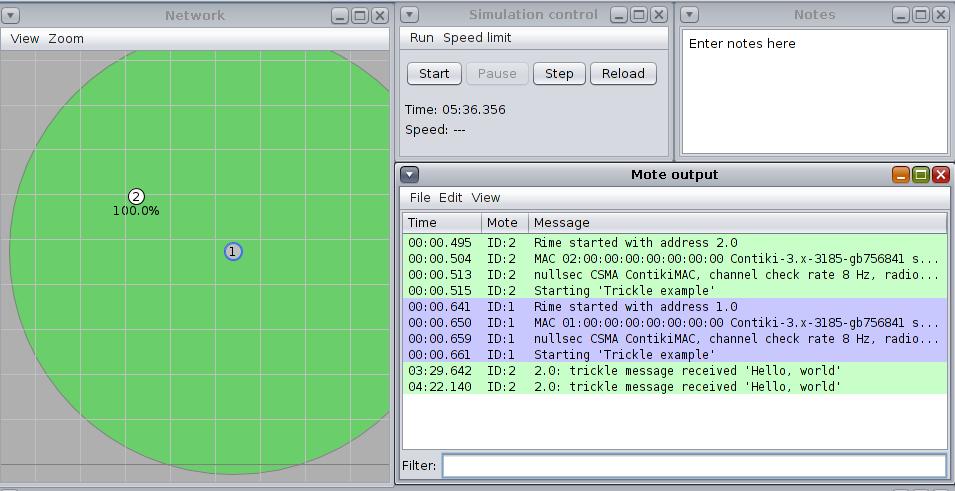 Network
View Zoom
2
100.0%
1
Simulation control
Run Speed limit
Start Pause Step Reload
Time: 05:36.356
Speed: ---
Notes
Enter notes here
Mote output
File Edit View
Time Mote Message
00:00.495 ID:2 Rime started with address 2.0
00:00.504 ID:2 MAC 02:00:00:00:00:00:00:00 Contiki-3.x-3185-gb756841 s...
00:00.513 ID:2 nullsec CSMA ContikiMAC, channel check rate 8 Hz, radio...
00:00.515 ID:2 Starting 'Trickle example'
00:00.641 ID:1 Rime started with address 1.0
00:00.650 ID:1 MAC 01:00:00:00:00:00:00:00 Contiki-3.x-3185-gb756841 s...
00:00.659 ID:1 nullsec CSMA ContikiMAC, channel check rate 8 Hz, radio...
00:00.661 ID:1 Starting 'Trickle example'
03:29.642 ID:2 2.0: trickle message received 'Hello, world'
04:22.140 ID:2 2.0: trickle message received 'Hello, world'
Filter: